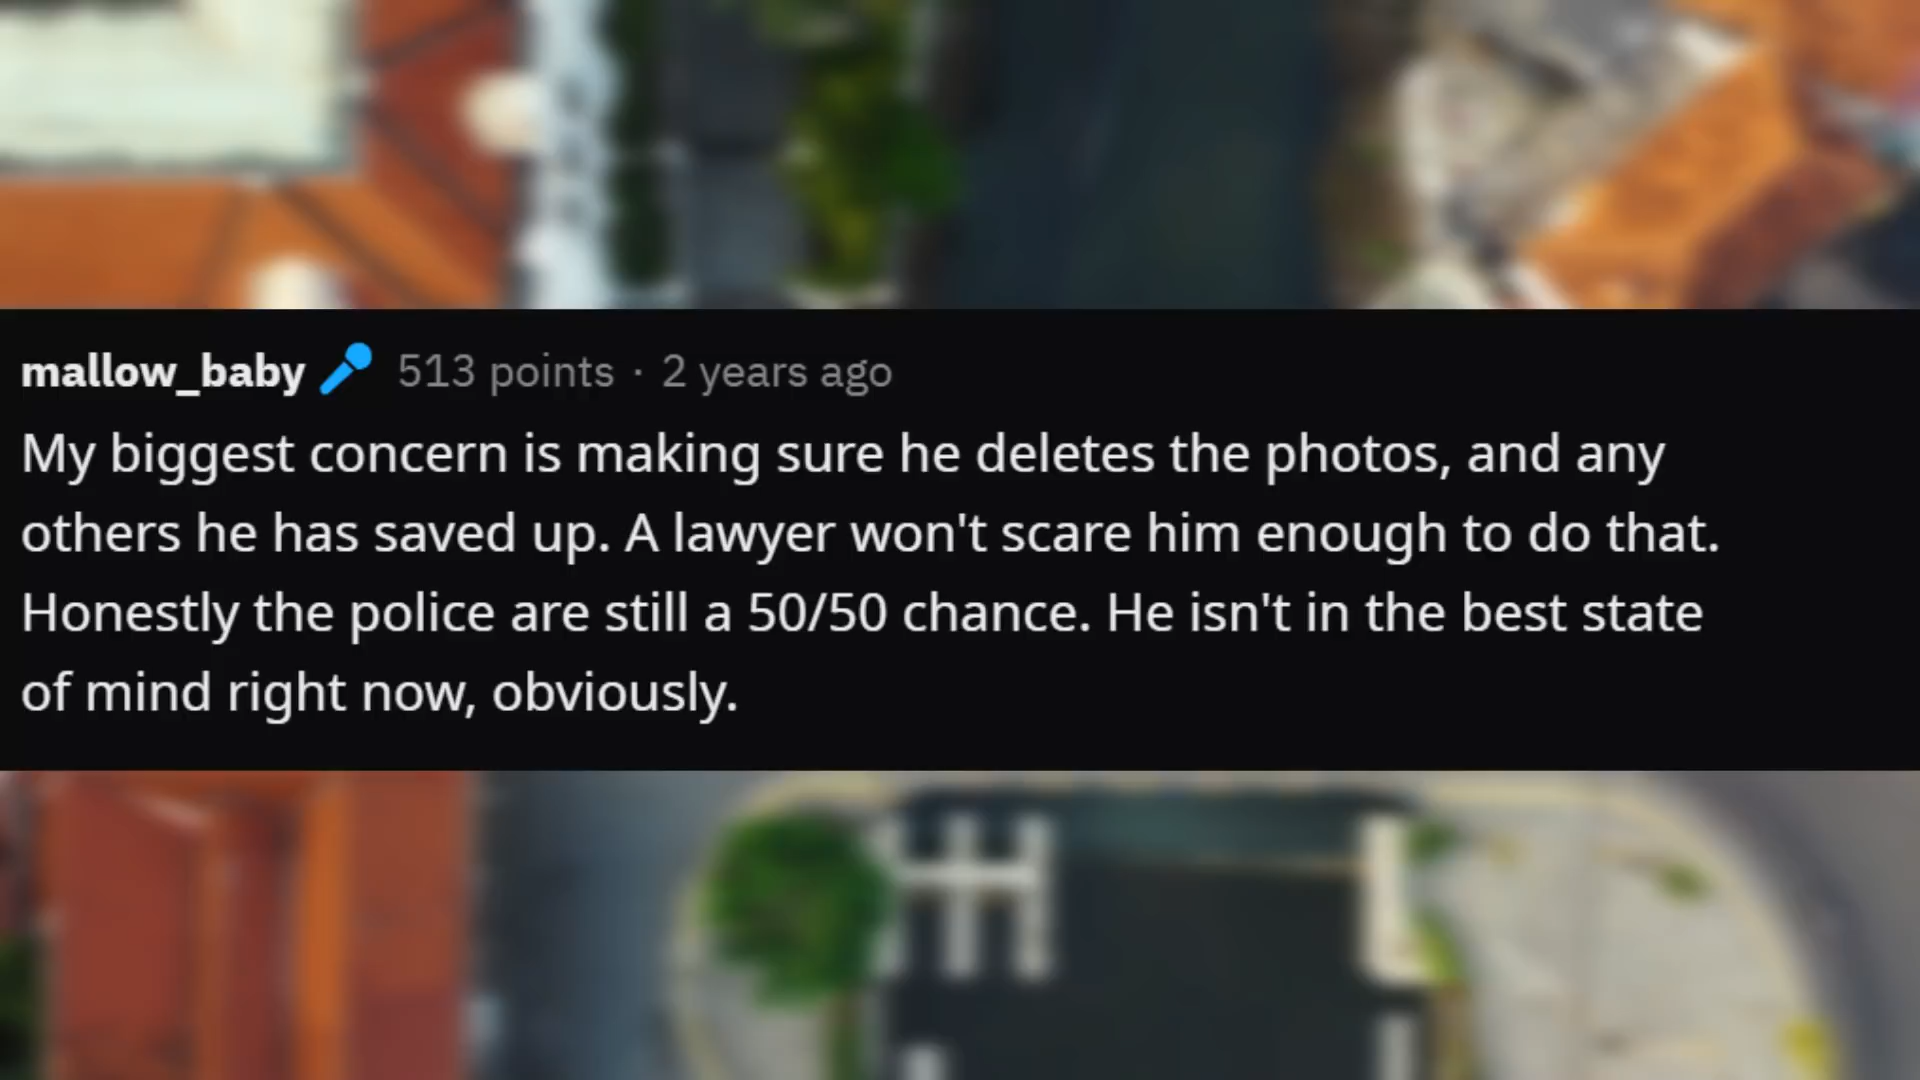 mallow_baby 513 points · 2 years ago
My biggest concern is making sure he deletes the photos, and any
others he has saved up. A lawyer won't scare him enough to do that.
Honestly the police are still a 50/50 chance. He isn't in the best state
of mind right now, obviously.